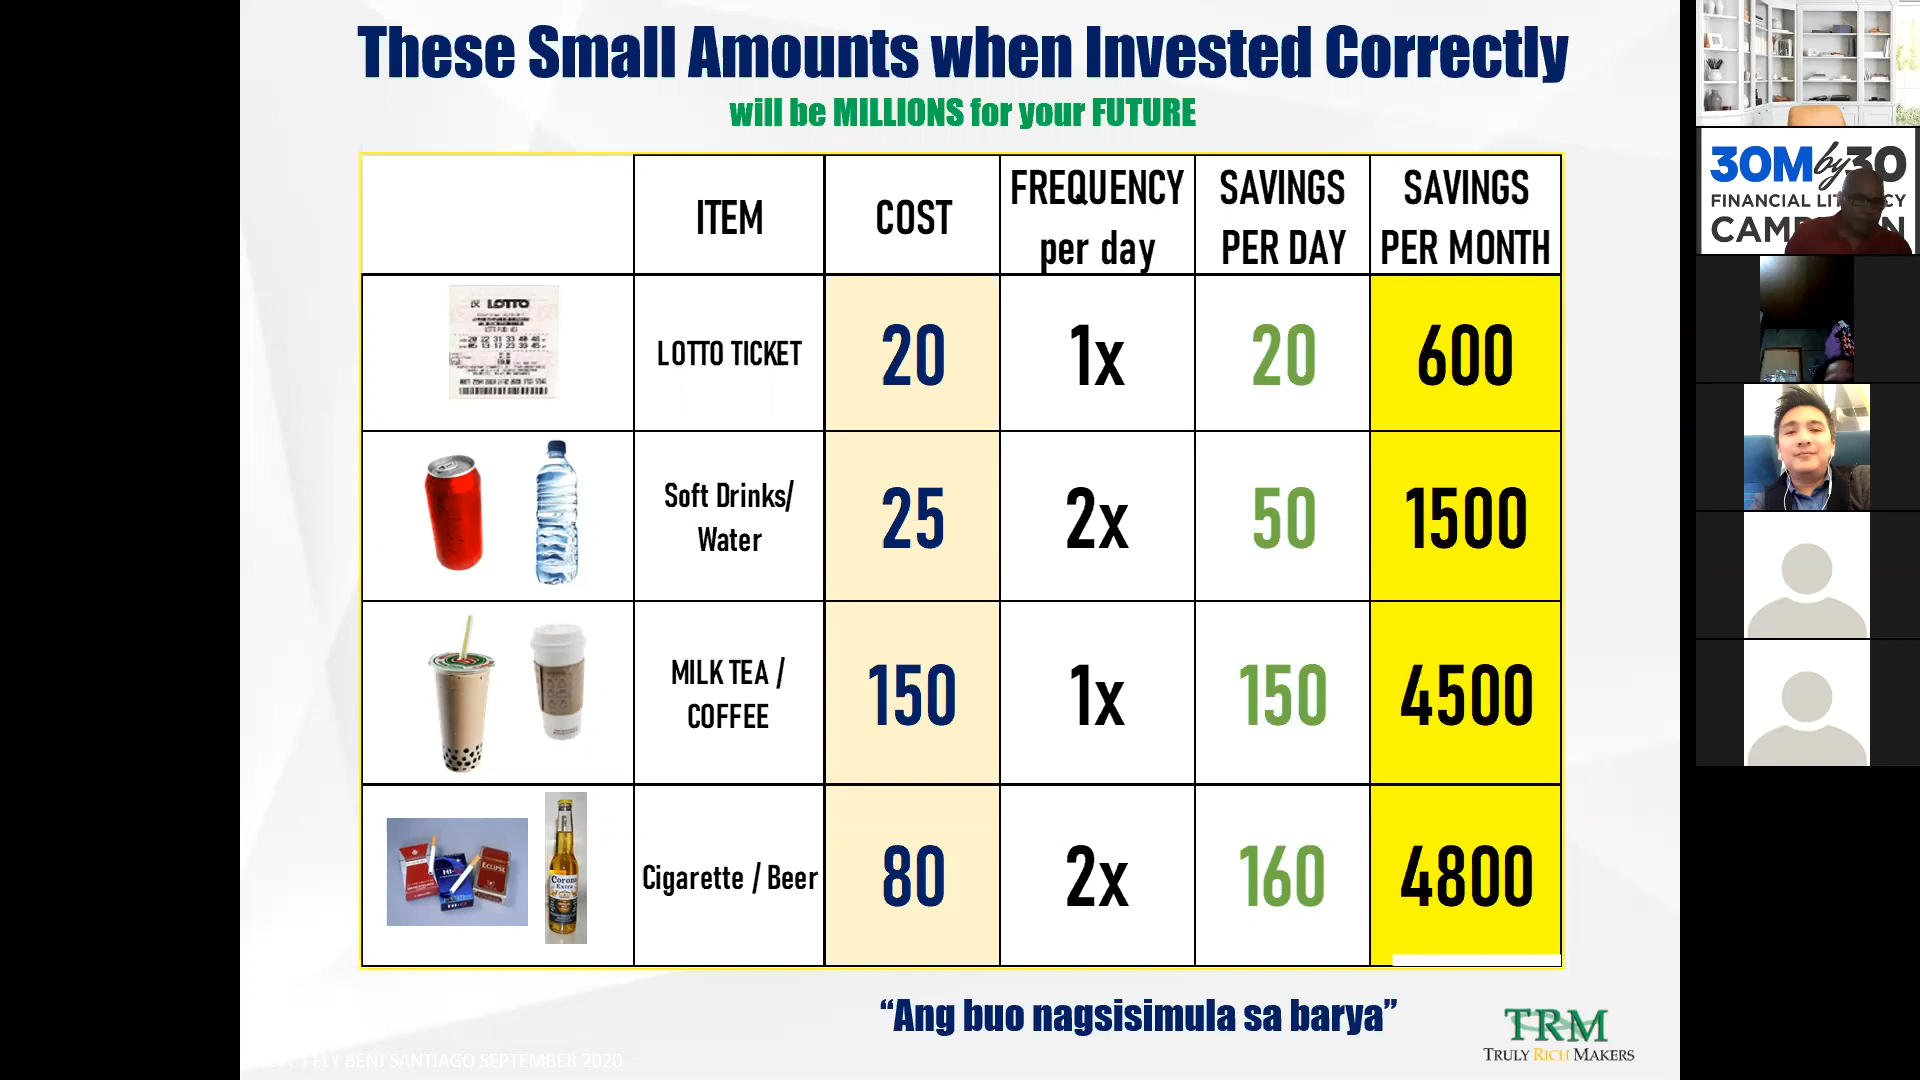 These Small Amounts when Invested Correctly
will be MILLIONS for your FUTURE
ITEM
COST
FREQUENCY
per day
SAVINGS
PER DAY
SAVINGS
PER MONTH
LOTTO
LOTTO TICKET
20
1x
20
600
Soft Drinks/
Water
25
2x
50
1500
MILK TEA /
COFFEE
150
1x
150
4500
ECLIPSE
Corona
Extra
Cigarette / Beer
80
2x
160
4800
“Ang buo nagsisimula sa barya”
TRM
TRULY RICH MAKERS
BENJ SANTIAGO SEPTEMBER 2020
30M by 30
FINANCIAL